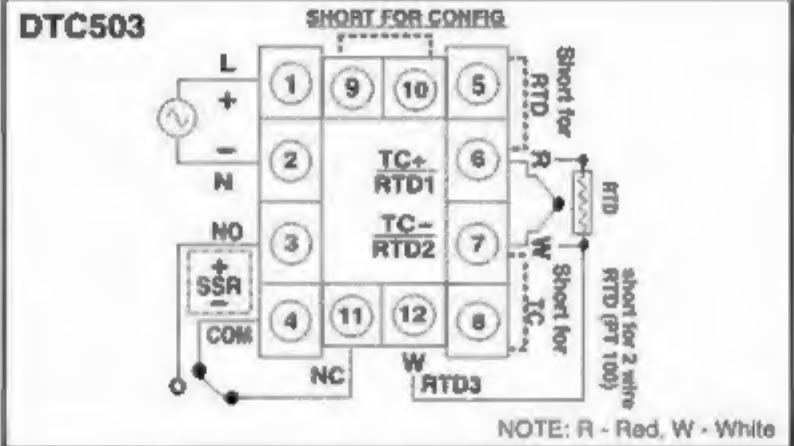 DTC503
SHORT FOR CONFIG
L
+
-
N
1
9
10
5
2
6
3
7
4
11
12
8
TC+
RTD1
TC-
RTD2
NO
+
SSR
-
COM
NC
W
RTD3
R
W
Short for
RTD
RTD
Short for
TC
short for 2 wire
RTD (PT 100)
NOTE: R - Red, W - White